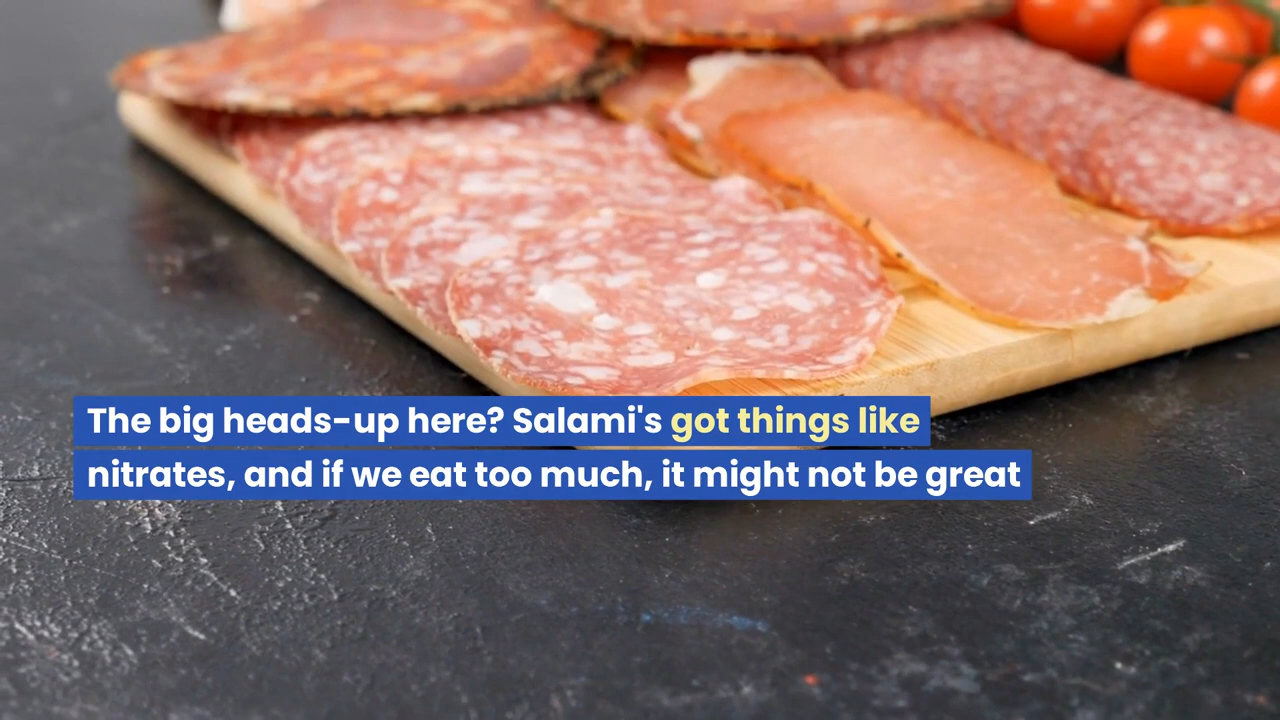 The big heads-up here? Salami's got things like
nitrates, and if we eat too much, it might not be great